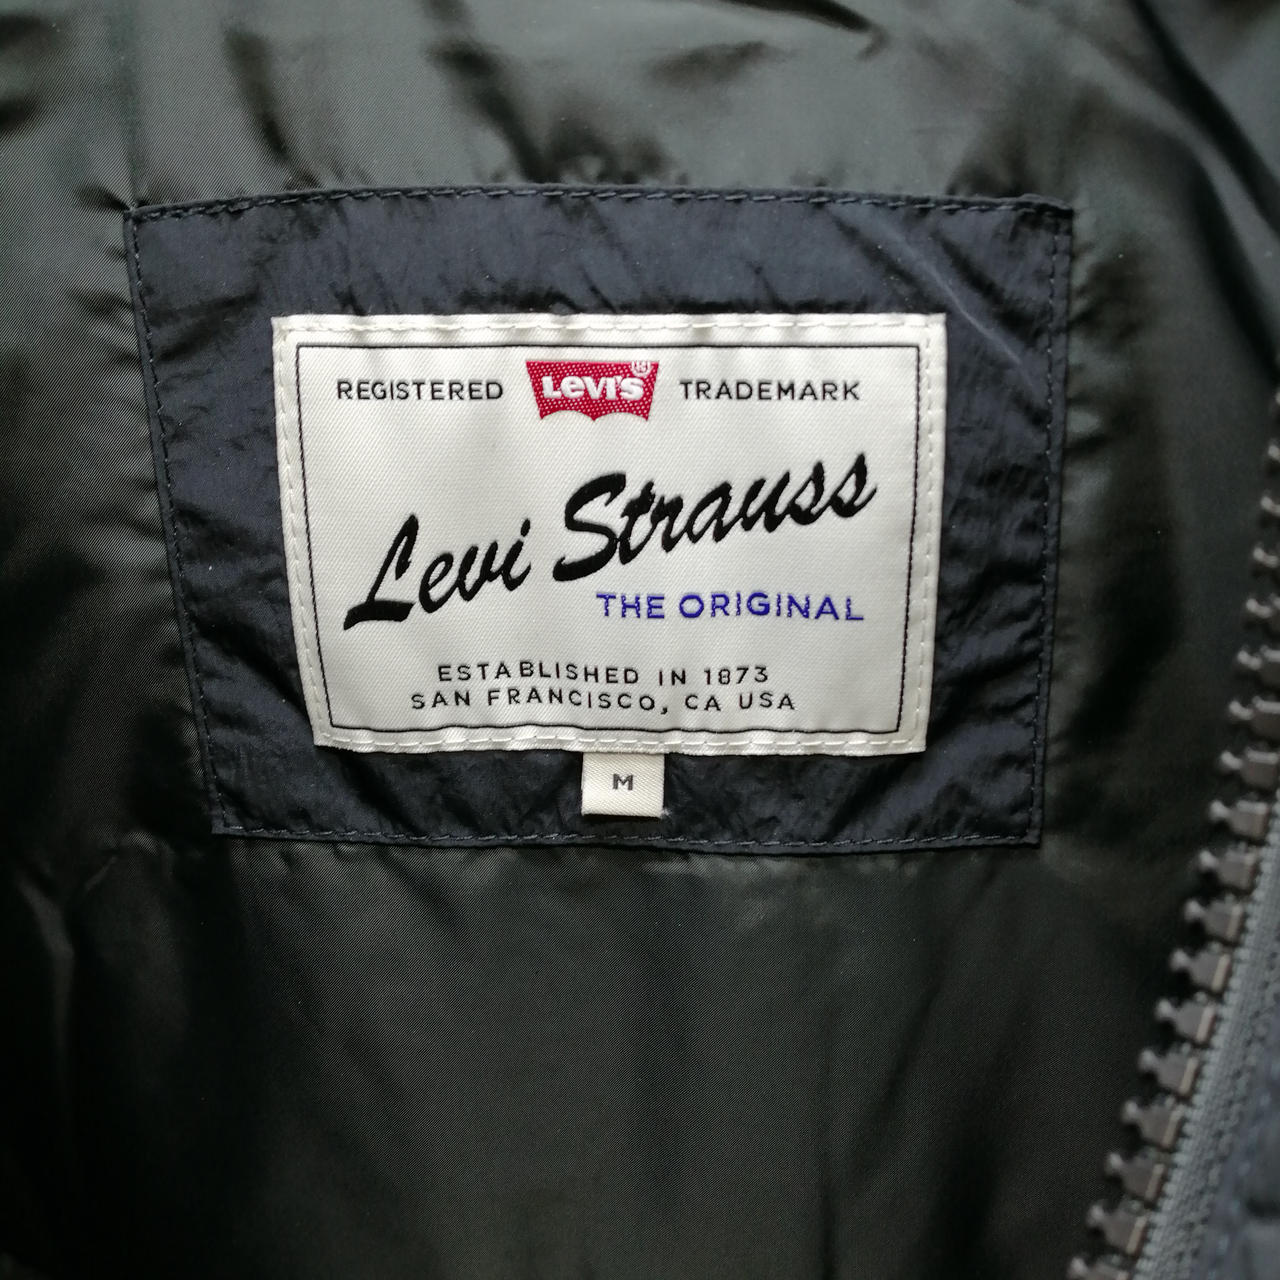 REGISTERED LEVI'S ® TRADEMARK
Levi Strauss
THE ORIGINAL
ESTABLISHED IN 1873
SAN FRANCISCO, CA USA
M